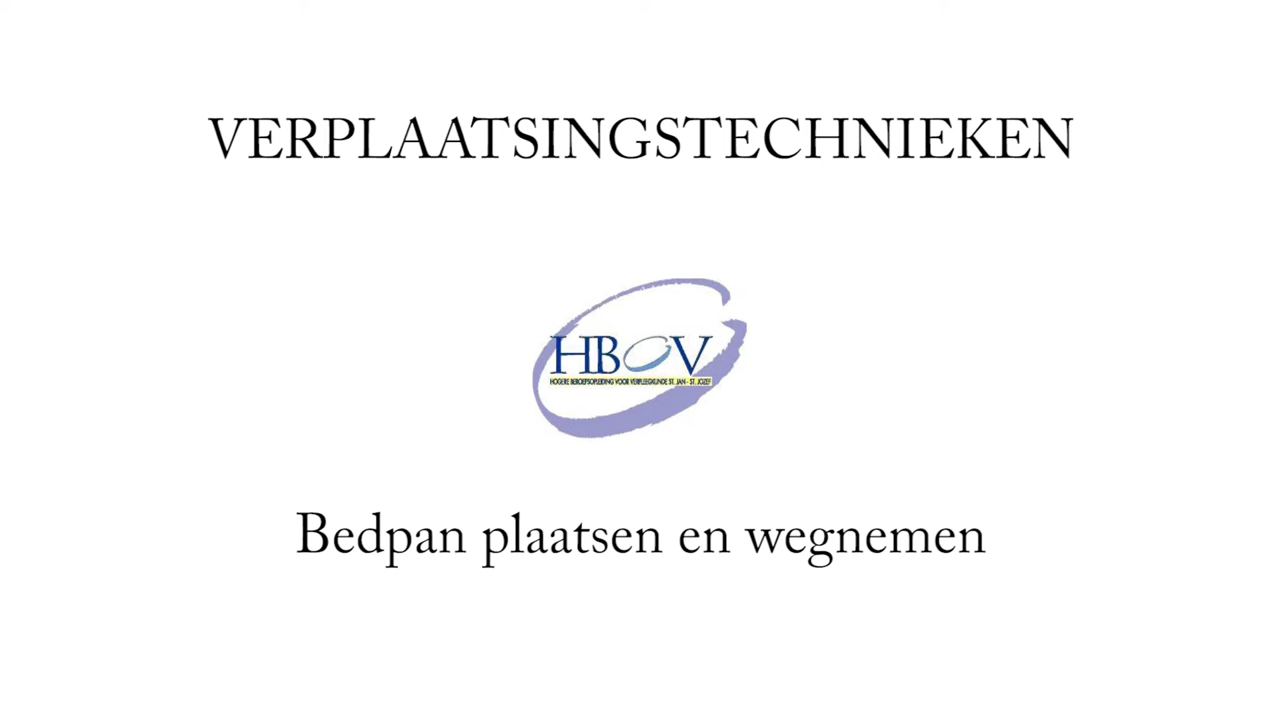 VERPLAATSINGSTECHNIEKEN
HBOV
HOGERE BEROEPSOPLEIDING VOOR VERPLEEGKUNDE ST. JAN - ST. JOZEF
Bedpan plaatsen en wegnemen